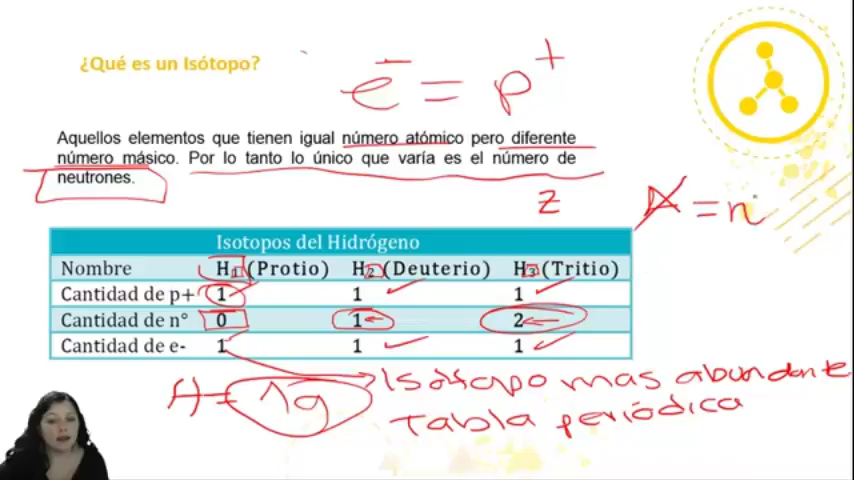 ¿Qué es un Isótopo?
e⁻ = p⁺
Aquellos elementos que tienen igual número atómico pero diferente
número másico. Por lo tanto lo único que varía es el número de
neutrones.
Z
A = n
Isotopos del Hidrógeno
Nombre H1 (Protio) H2 (Deuterio) H3 (Tritio)
Cantidad de p+ 1 1 1
Cantidad de n° 0 1 2
Cantidad de e- 1 1 1
A = 1g
Isótopo mas abundante
Tabla periódica